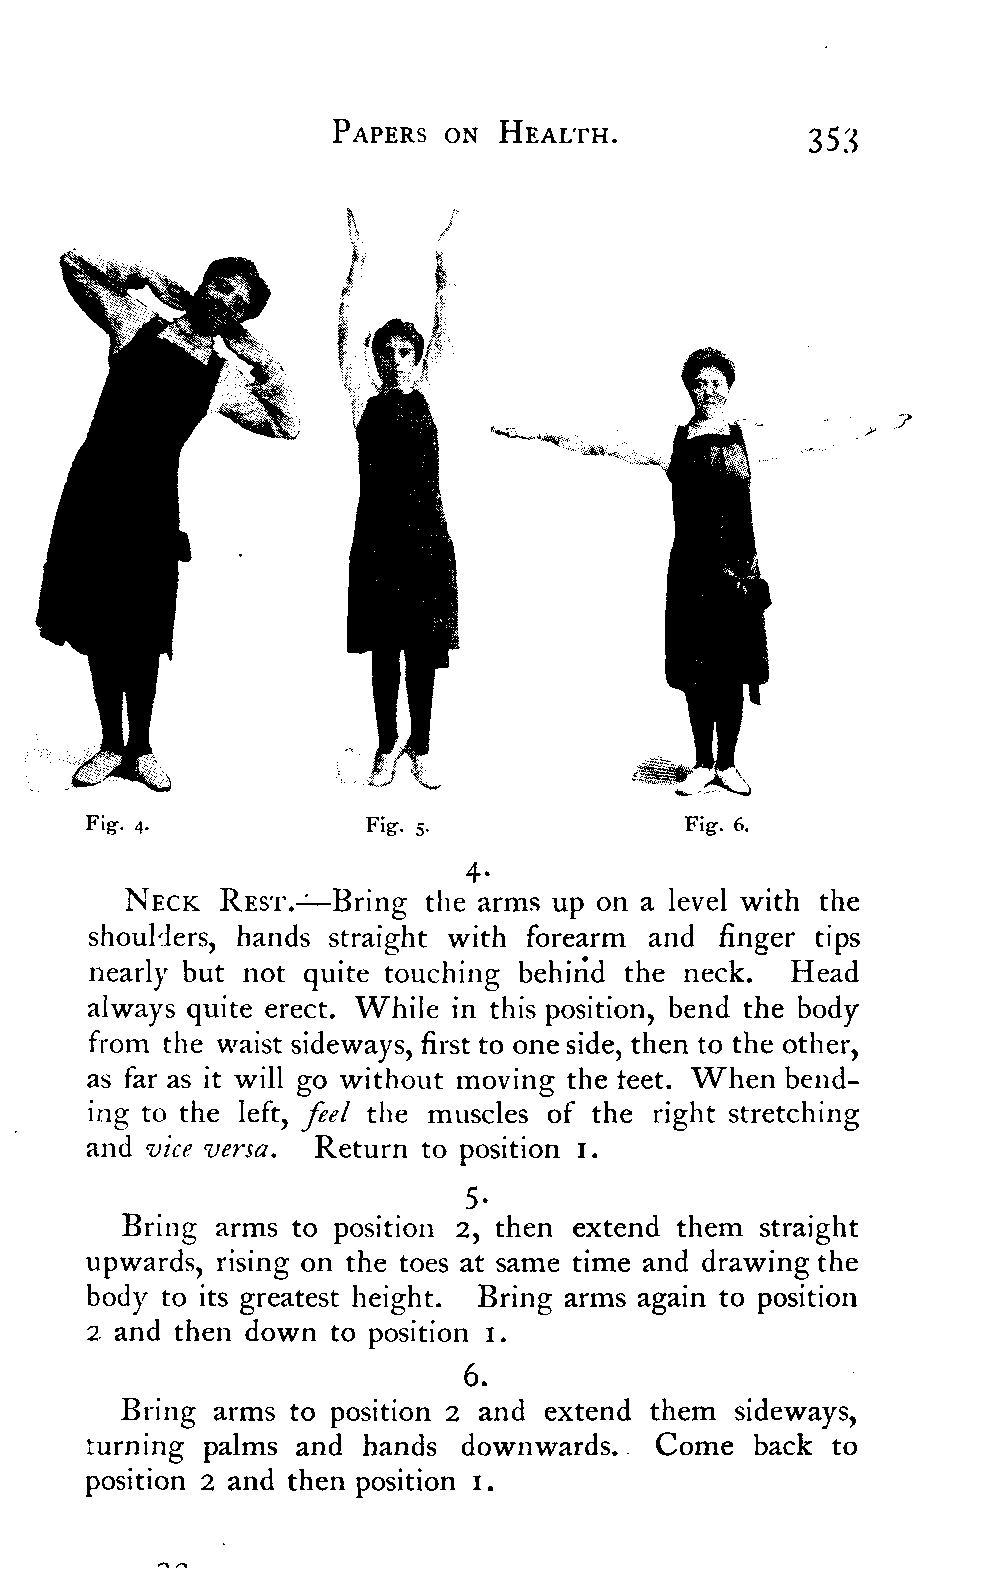 PAPERS ON HEALTH. 353
Fig. 4. Fig. 5. Fig. 6.
4.
NECK REST.—Bring the arms up on a level with the
shoulders, hands straight with forearm and finger tips
nearly but not quite touching behind the neck. Head
always quite erect. While in this position, bend the body
from the waist sideways, first to one side, then to the other,
as far as it will go without moving the feet. When bend-
ing to the left, feel the muscles of the right stretching
and vice versa. Return to position 1.
5.
Bring arms to position 2, then extend them straight
upwards, rising on the toes at same time and drawing the
body to its greatest height. Bring arms again to position
2 and then down to position 1.
6.
Bring arms to position 2 and extend them sideways,
turning palms and hands downwards. Come back to
position 2 and then position 1.